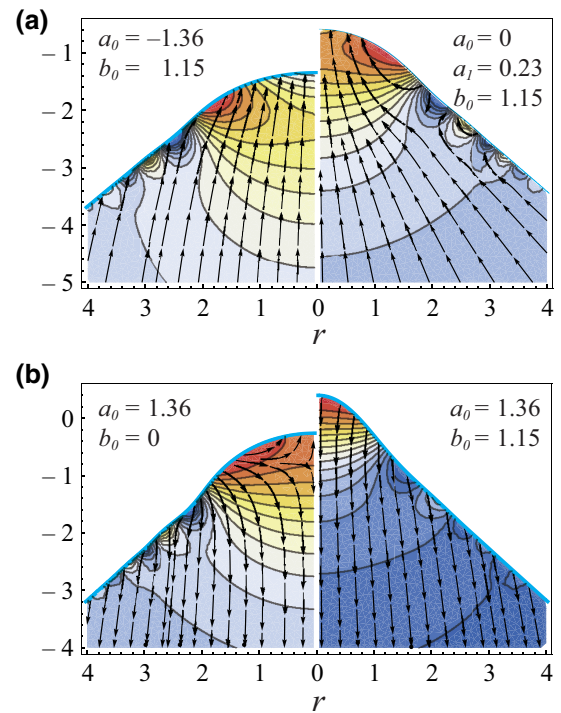 (a)
a₀ = –1.36
b₀ = 1.15
a₀ = 0
a₁ = 0.23
b₀ = 1.15
– 1
– 2
– 3
– 4
– 5
4 3 2 1 0 1 2 3 4
r
(b)
a₀ = 1.36
b₀ = 0
a₀ = 1.36
b₀ = 1.15
0
– 1
– 2
– 3
– 4
4 3 2 1 0 1 2 3 4
r